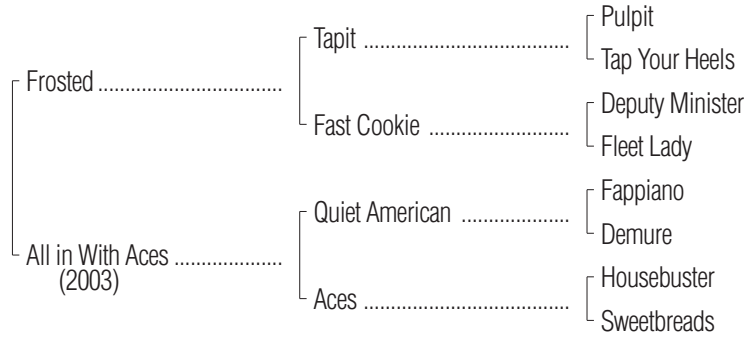 Pulpit
Tapit
Tap Your Heels
Frosted
Deputy Minister
Fast Cookie
Fleet Lady
Fappiano
Quiet American
Demure
All in With Aces
(2003)
Housebuster
Aces
Sweetbreads